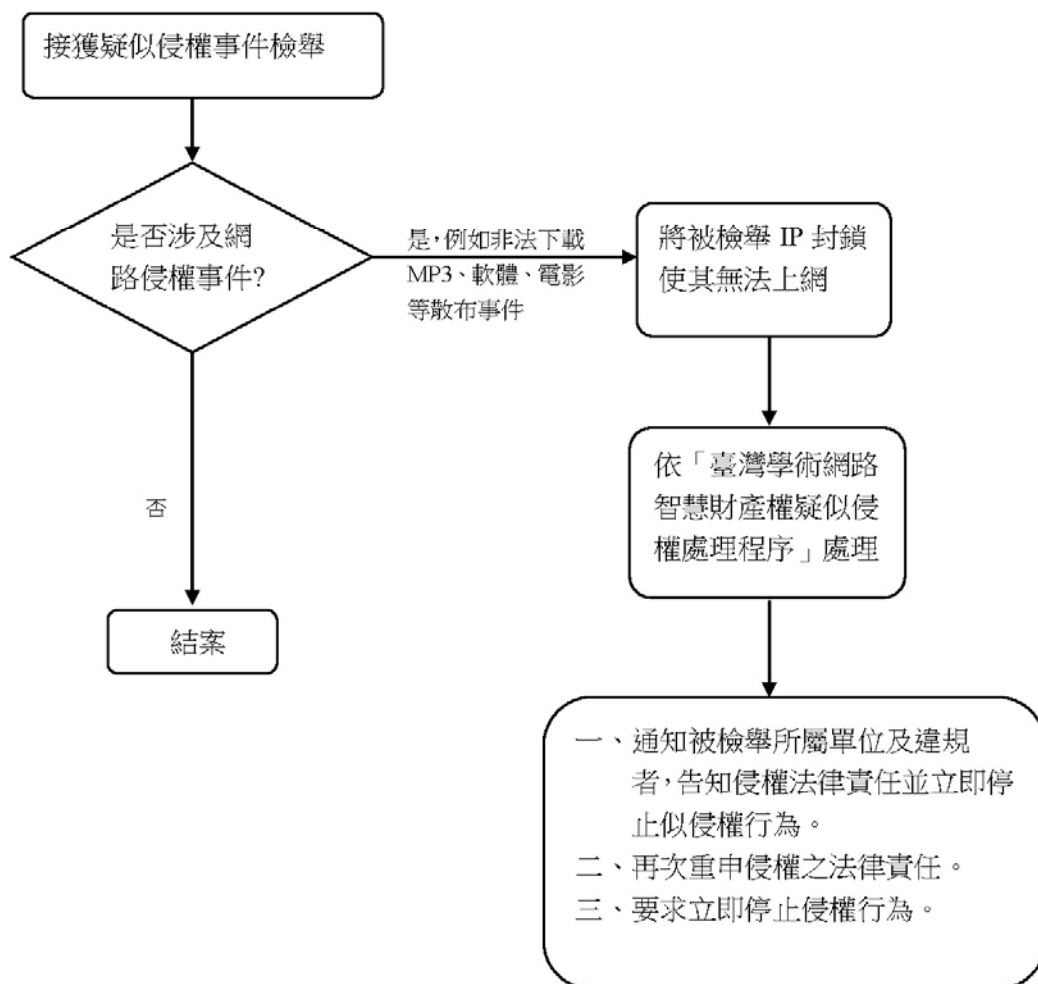 接獲疑似侵權事件檢舉
是否涉及網
路侵權事件?
是,例如非法下載
MP3、軟體、電影
等散布事件
將被檢舉 IP 封鎖
使其無法上網
依「臺灣學術網路
智慧財產權疑似侵
權處理程序」處理
否
結案
一、通知被檢舉所屬單位及違規
者,告知侵權法律責任並立即停
止似侵權行為。
二、再次重申侵權之法律責任。
三、要求立即停止侵權行為。